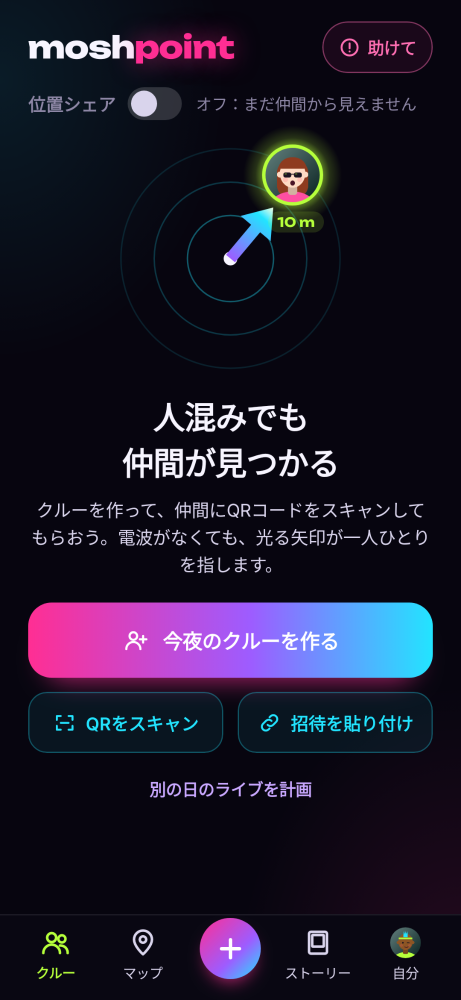 moshpoint
助けて
位置シェア
オフ：まだ仲間から見えません
10 m
人混みでも
仲間が見つかる
クルーを作って、仲間にQRコードをスキャンして
もらおう。電波がなくても、光る矢印が一人ひとり
を指します。
今夜のクルーを作る
QRをスキャン
招待を貼り付け
別の日のライブを計画
クルー
マップ
ストーリー
自分